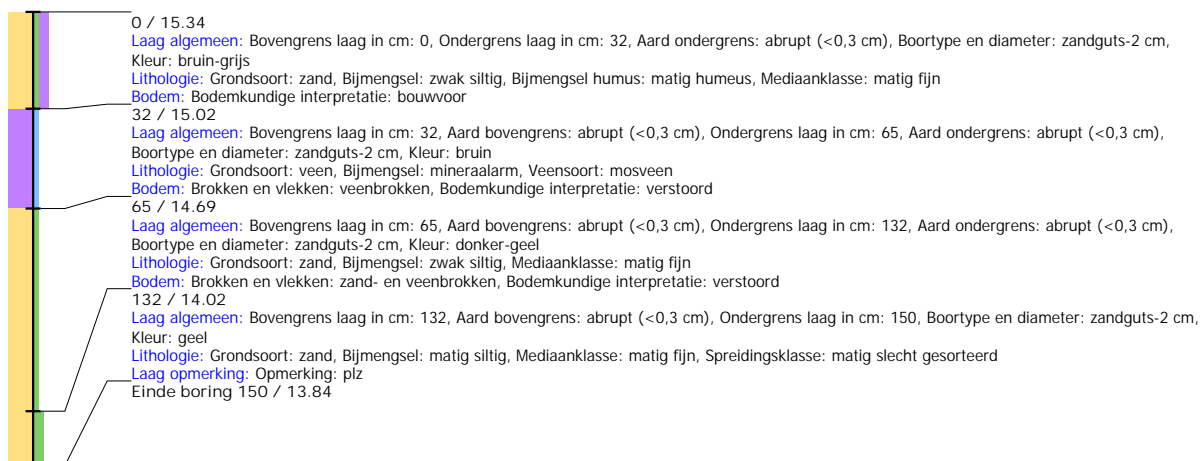 0 / 15.34
Laag algemeen: Bovengrens laag in cm: 0, Ondergrens laag in cm: 32, Aard ondergrens: abrupt (<0,3 cm), Boortype en diameter: zandguts-2 cm,
Kleur: bruin-grijs
Lithologie: Grondsoort: zand, Bijmengsel: zwak siltig, Bijmengsel humus: matig humeus, Mediaanklasse: matig fijn
Bodem: Bodemkundige interpretatie: bouwvoor
32 / 15.02
Laag algemeen: Bovengrens laag in cm: 32, Aard bovengrens: abrupt (<0,3 cm), Ondergrens laag in cm: 65, Aard ondergrens: abrupt (<0,3 cm),
Boortype en diameter: zandguts-2 cm, Kleur: bruin
Lithologie: Grondsoort: veen, Bijmengsel: mineraalarm, Veensoort: mosveen
Bodem: Brokken en vlekken: veenbrokken, Bodemkundige interpretatie: verstoord
65 / 14.69
Laag algemeen: Bovengrens laag in cm: 65, Aard bovengrens: abrupt (<0,3 cm), Ondergrens laag in cm: 132, Aard ondergrens: abrupt (<0,3 cm),
Boortype en diameter: zandguts-2 cm, Kleur: donker-geel
Lithologie: Grondsoort: zand, Bijmengsel: zwak siltig, Mediaanklasse: matig fijn
Bodem: Brokken en vlekken: zand- en veenbrokken, Bodemkundige interpretatie: verstoord
132 / 14.02
Laag algemeen: Bovengrens laag in cm: 132, Aard bovengrens: abrupt (<0,3 cm), Ondergrens laag in cm: 150, Boortype en diameter: zandguts-2 cm,
Kleur: geel
Lithologie: Grondsoort: zand, Bijmengsel: matig siltig, Mediaanklasse: matig fijn, Spreidingsklasse: matig slecht gesorteerd
Laag opmerking: Opmerking: plz
Einde boring 150 / 13.84